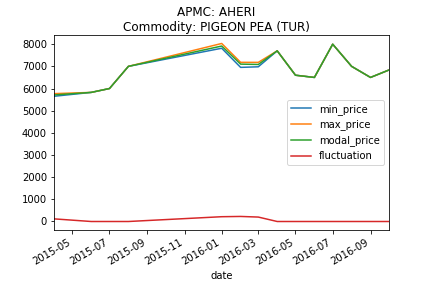 APMC: AHERI
Commodity: PIGEON PEA (TUR)
8000
7000
6000
5000
4000
3000
2000
1000
0
min_price
max_price
modal_price
fluctuation
2015-05
2015-07
2015-09
2015-11
2016-01
2016-03
2016-05
2016-07
2016-09
date